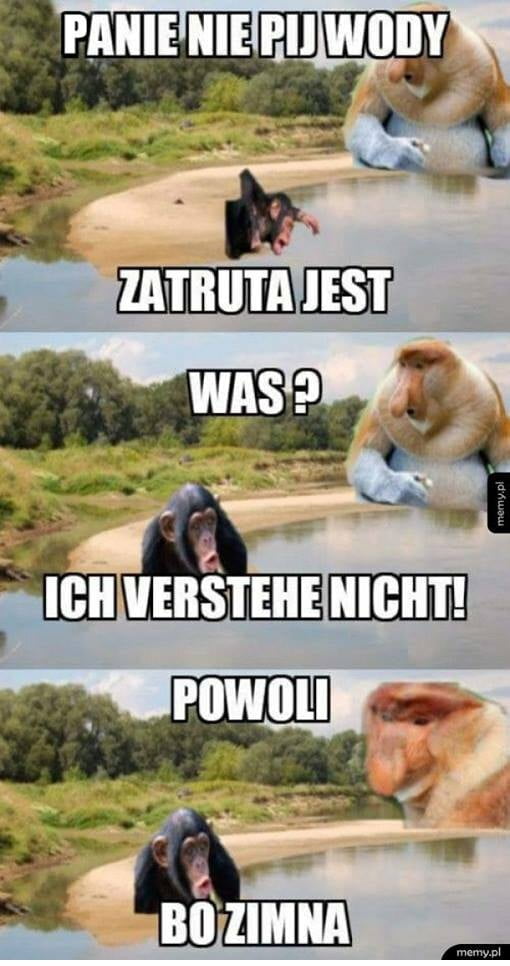 PANIE NIE PIJ WODY
ZATRUTA JEST
WAS ?
memy.pl
ICH VERSTEHE NICHT!
POWOLI
BO ZIMNA
memy.pl